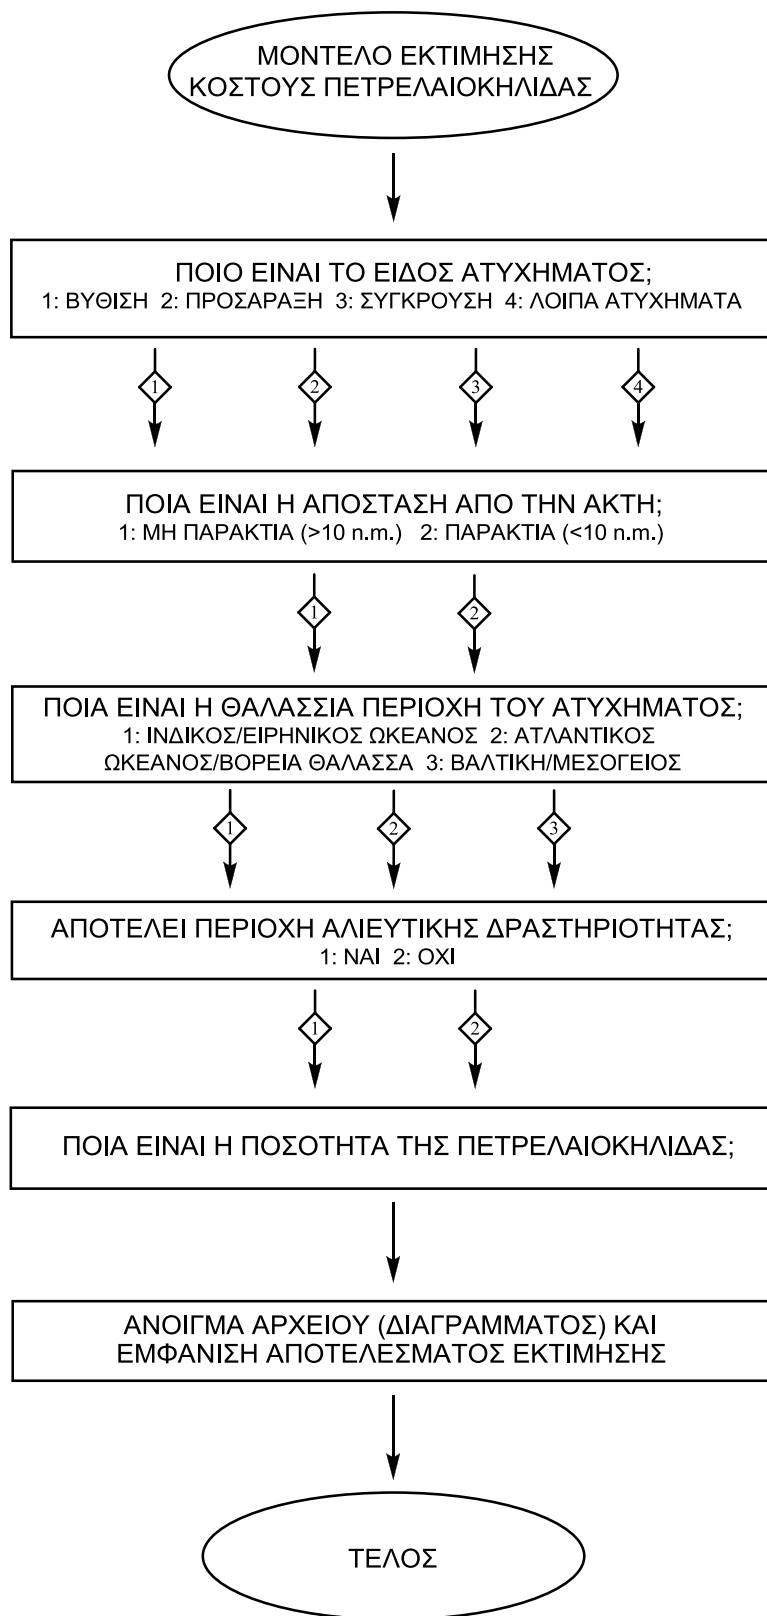 ΜΟΝΤΕΛΟ ΕΚΤΙΜΗΣΗΣ
ΚΟΣΤΟΥΣ ΠΕΤΡΕΛΑΙΟΚΗΛΙΔΑΣ
ΠΟΙΟ ΕΙΝΑΙ ΤΟ ΕΙΔΟΣ ΑΤΥΧΗΜΑΤΟΣ;
1: ΒΥΘΙΣΗ 2: ΠΡΟΣΑΡΑΞΗ 3: ΣΥΓΚΡΟΥΣΗ 4: ΛΟΙΠΑ ΑΤΥΧΗΜΑΤΑ
1 2 3 4
ΠΟΙΑ ΕΙΝΑΙ Η ΑΠΟΣΤΑΣΗ ΑΠΟ ΤΗΝ ΑΚΤΗ;
1: ΜΗ ΠΑΡΑΚΤΙΑ (>10 n.m.) 2: ΠΑΡΑΚΤΙΑ (<10 n.m.)
1 2
ΠΟΙΑ ΕΙΝΑΙ Η ΘΑΛΑΣΣΙΑ ΠΕΡΙΟΧΗ ΤΟΥ ΑΤΥΧΗΜΑΤΟΣ;
1: ΙΝΔΙΚΟΣ/ΕΙΡΗΝΙΚΟΣ ΩΚΕΑΝΟΣ 2: ΑΤΛΑΝΤΙΚΟΣ
ΩΚΕΑΝΟΣ/ΒΟΡΕΙΑ ΘΑΛΑΣΣΑ 3: ΒΑΛΤΙΚΗ/ΜΕΣΟΓΕΙΟΣ
1 2 3
ΑΠΟΤΕΛΕΙ ΠΕΡΙΟΧΗ ΑΛΙΕΥΤΙΚΗΣ ΔΡΑΣΤΗΡΙΟΤΗΤΑΣ;
1: ΝΑΙ 2: ΟΧΙ
1 2
ΠΟΙΑ ΕΙΝΑΙ Η ΠΟΣΟΤΗΤΑ ΤΗΣ ΠΕΤΡΕΛΑΙΟΚΗΛΙΔΑΣ;
ΑΝΟΙΓΜΑ ΑΡΧΕΙΟΥ (ΔΙΑΓΡΑΜΜΑΤΟΣ) ΚΑΙ
ΕΜΦΑΝΙΣΗ ΑΠΟΤΕΛΕΣΜΑΤΟΣ ΕΚΤΙΜΗΣΗΣ
ΤΕΛΟΣ